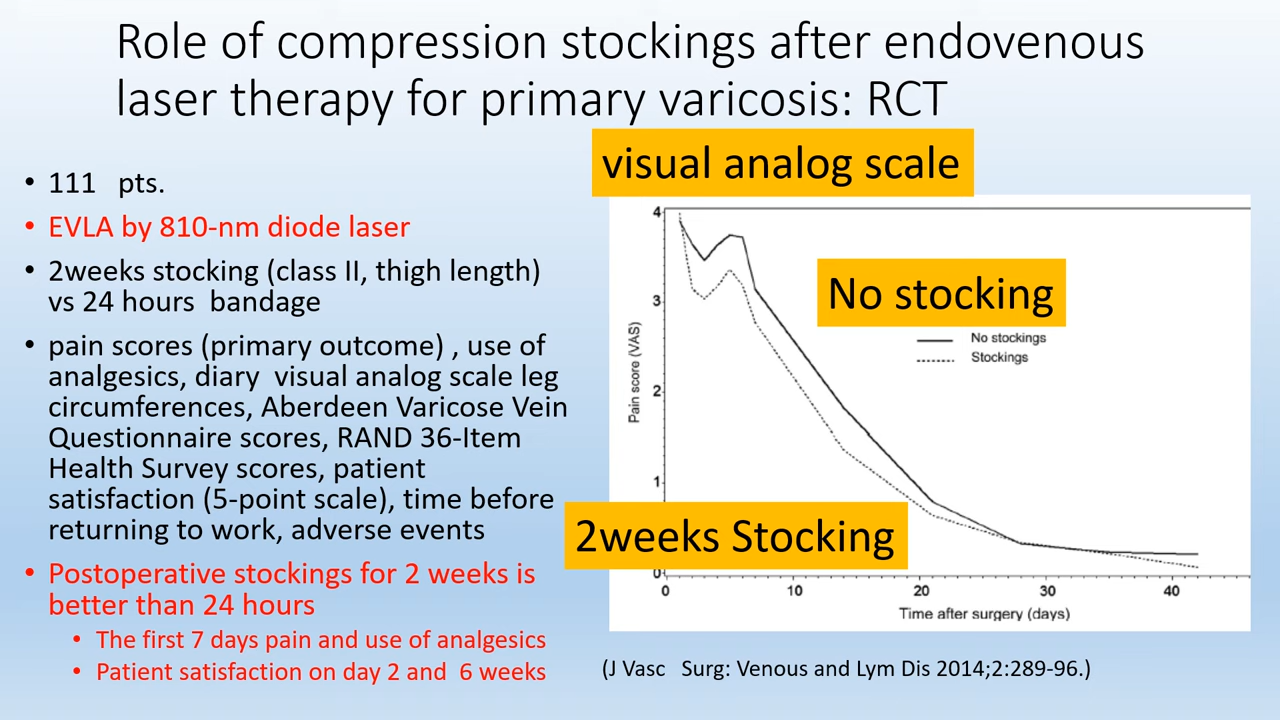 Role of compression stockings after endovenous
laser therapy for primary varicosis: RCT
• 111 pts.
• EVLA by 810-nm diode laser
• 2weeks stocking (class II, thigh length)
vs 24 hours bandage
• pain scores (primary outcome) , use of
analgesics, diary visual analog scale leg
circumferences, Aberdeen Varicose Vein
Questionnaire scores, RAND 36-Item
Health Survey scores, patient
satisfaction (5-point scale), time before
returning to work, adverse events
• Postoperative stockings for 2 weeks is
better than 24 hours
• The first 7 days pain and use of analgesics
• Patient satisfaction on day 2 and 6 weeks
visual analog scale
No stocking
No stockings
Stockings
Pain score (VAS)
4
3
2
1
0
2weeks Stocking
0 10 20 30 40
Time after surgery (days)
(J Vasc Surg: Venous and Lym Dis 2014;2:289-96.)